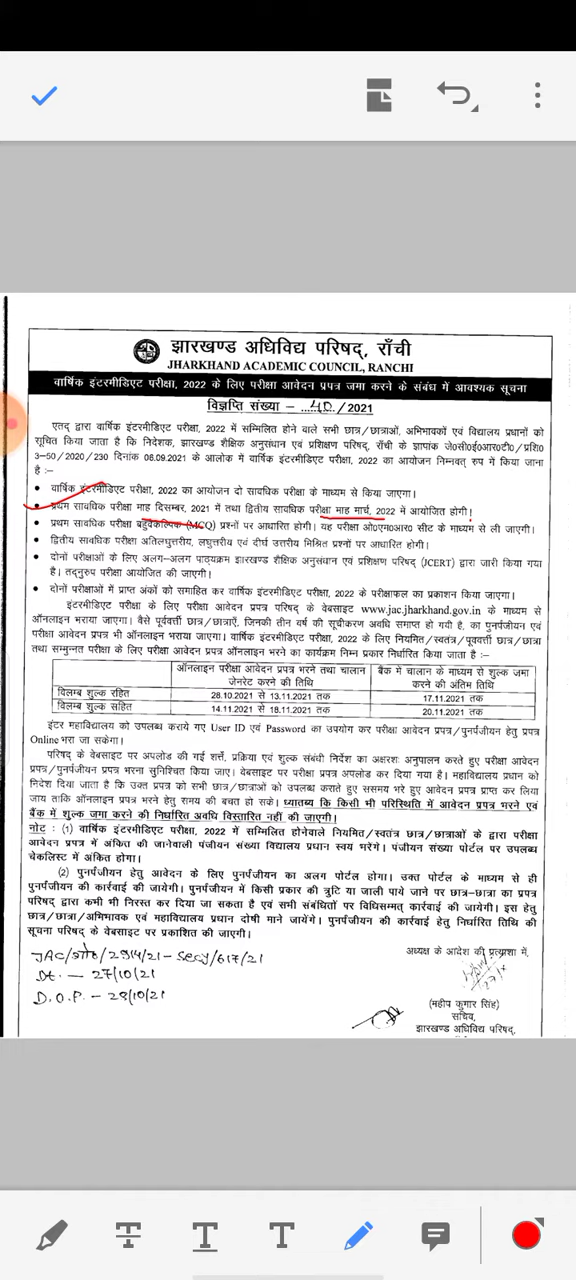 झारखण्ड अधिविद्य परिषद्, राँची
JHARKHAND ACADEMIC COUNCIL, RANCHI
वार्षिक इंटरमीडिएट परीक्षा, 2022 के लिए परीक्षा आवेदन प्रपत्र जमा करने के संबंध में आवश्यक सूचना
विज्ञप्ति संख्या – ....40../2021
एतद् द्वारा वार्षिक इंटरमीडिएट परीक्षा, 2022 में सम्मिलित होने वाले सभी छात्र/छात्राओं, अभिभावकों एवं विद्यालय प्रधानों को
सूचित किया जाता है कि निदेशक, झारखण्ड शैक्षिक अनुसंधान एवं प्रशिक्षण परिषद्, राँची के ज्ञापांक जे०सी०ई०आर०टी०/प्रशि०
3–50/2020/230 दिनांक 06.09.2021 के आलोक में वार्षिक इंटरमीडिएट परीक्षा, 2022 का आयोजन निम्नवत् रुप में किया जाना
है :–
• वार्षिक इंटरमीडिएट परीक्षा, 2022 का आयोजन दो सावधिक परीक्षा के माध्यम से किया जाएगा।
• प्रथम सावधिक परीक्षा माह दिसम्बर, 2021 में तथा द्वितीय सावधिक परीक्षा माह मार्च, 2022 में आयोजित होगी।
• प्रथम सावधिक परीक्षा बहुवैकल्पिक (MCQ) प्रश्नों पर आधारित होगी। यह परीक्षा ओ०एम०आर० सीट के माध्यम से ली जाएगी।
• द्वितीय सावधिक परीक्षा अतिलघुत्तरीय, लघुत्तरीय एवं दीर्घ उत्तरीय मिश्रित प्रश्नों पर आधारित होगी।
• दोनों परीक्षाओं के लिए अलग–अलग पाठ्यक्रम झारखण्ड शैक्षिक अनुसंधान एवं प्रशिक्षण परिषद् (JCERT) द्वारा जारी किया गया
है। तद्नुरुप परीक्षा आयोजित की जाएगी।
• दोनों परीक्षाओं में प्राप्त अंकों को समाहित कर वार्षिक इंटरमीडिएट परीक्षा, 2022 के परीक्षाफल का प्रकाशन किया जाएगा।
इंटरमीडिएट परीक्षा के लिए परीक्षा आवेदन प्रपत्र परिषद के वेबसाइट www.jac.jharkhand.gov.in के माध्यम से
ऑनलाइन भराया जाएगा। वैसे पूर्ववर्त्ती छात्र/छात्राऐं, जिनकी तीन वर्ष की सूचीकरण अवधि समाप्त हो गयी है, का पुनर्पंजीयन एवं
परीक्षा आवेदन प्रपत्र भी ऑनलाइन भराया जाएगा। वार्षिक इंटरमीडिएट परीक्षा, 2022 के लिए नियमित/स्वतंत्र/पूर्ववर्त्ती छात्र/छात्रा
तथा सम्मुन्नत परीक्षा के लिए परीक्षा आवेदन प्रपत्र ऑनलाइन भरने का कार्यक्रम निम्न प्रकार निर्धारित किया जाता है :–
ऑनलाइन परीक्षा आवेदन प्रपत्र भरने तथा चालान जेनरेट करने की तिथि
बैंक में चालान के माध्यम से शुल्क जमा करने की अंतिम तिथि
विलम्ब शुल्क रहित 28.10.2021 से 13.11.2021 तक 17.11.2021 तक
विलम्ब शुल्क सहित 14.11.2021 से 18.11.2021 तक 20.11.2021 तक
इंटर महाविद्यालय को उपलब्ध कराये गए User ID एवं Password का उपयोग कर परीक्षा आवेदन प्रपत्र/पुनर्पंजीयन हेतु प्रपत्र
Online भरा जा सकेगा।
परिषद के वेबसाइट पर अपलोड की गई शर्त्तें, प्रक्रिया एवं शुल्क संबंधी निर्देश का अक्षरशः अनुपालन करते हुए परीक्षा आवेदन
प्रपत्र/पुनर्पंजीयन प्रपत्र भरना सुनिश्चित किया जाए। वेबसाइट पर परीक्षा प्रपत्र अपलोड कर दिया गया है। महाविद्यालय प्रधान को
निदेश दिया जाता है कि उक्त प्रपत्र को सभी छात्र/छात्राओं को उपलब्ध कराते हुए ससमय भरे हुए आवेदन प्रपत्र प्राप्त कर लिया
जाय ताकि ऑनलाइन प्रपत्र भरने हेतु समय की बचत हो सके। ध्यातब्य कि किसी भी परिस्थिति में आवेदन प्रपत्र भरने एवं
बैंक में शुल्क जमा करने की निर्धारित अवधि विस्तारित नहीं की जाएगी।
नोट : (1) वार्षिक इंटरमीडिएट परीक्षा, 2022 में सम्मिलित होनेवाले नियमित/स्वतंत्र छात्र/छात्राओं के द्वारा परीक्षा
आवेदन प्रपत्र में अंकित की जानेवाली पंजीयन संख्या विद्यालय प्रधान स्वयं भरेंगे। पंजीयन संख्या पोर्टल पर उपलब्ध
चेकलिस्ट में अंकित होगा।
(2) पुनर्पंजीयन हेतु आवेदन के लिए पुनर्पंजीयन का अलग पोर्टल होगा। उक्त पोर्टल के माध्यम से ही
पुनर्पंजीयन की कार्रवाई की जायेगी। पुनर्पंजीयन में किसी प्रकार की त्रुटि या जाली पाये जाने पर छात्र–छात्रा का प्रपत्र
परिषद् द्वारा कभी भी निरस्त कर दिया जा सकता है एवं सभी संबंधितों पर विधिसम्मत् कार्रवाई की जायेगी। इस हेतु
छात्र/छात्रा/अभिभावक एवं महाविद्यालय प्रधान दोषी माने जायेंगे। पुनर्पंजीयन की कार्रवाई हेतु निर्धारित तिथि की
सूचना परिषद् के वेबसाइट पर प्रकाशित की जाएगी।
JAC/गो०/2914/21–Secy/617/21
Dt. – 27/10/21
D.O.P – 28/10/21
अध्यक्ष के आदेश की प्रत्याशा में,
(महीप कुमार सिंह)
सचिव,
झारखण्ड अधिविद्य परिषद्,